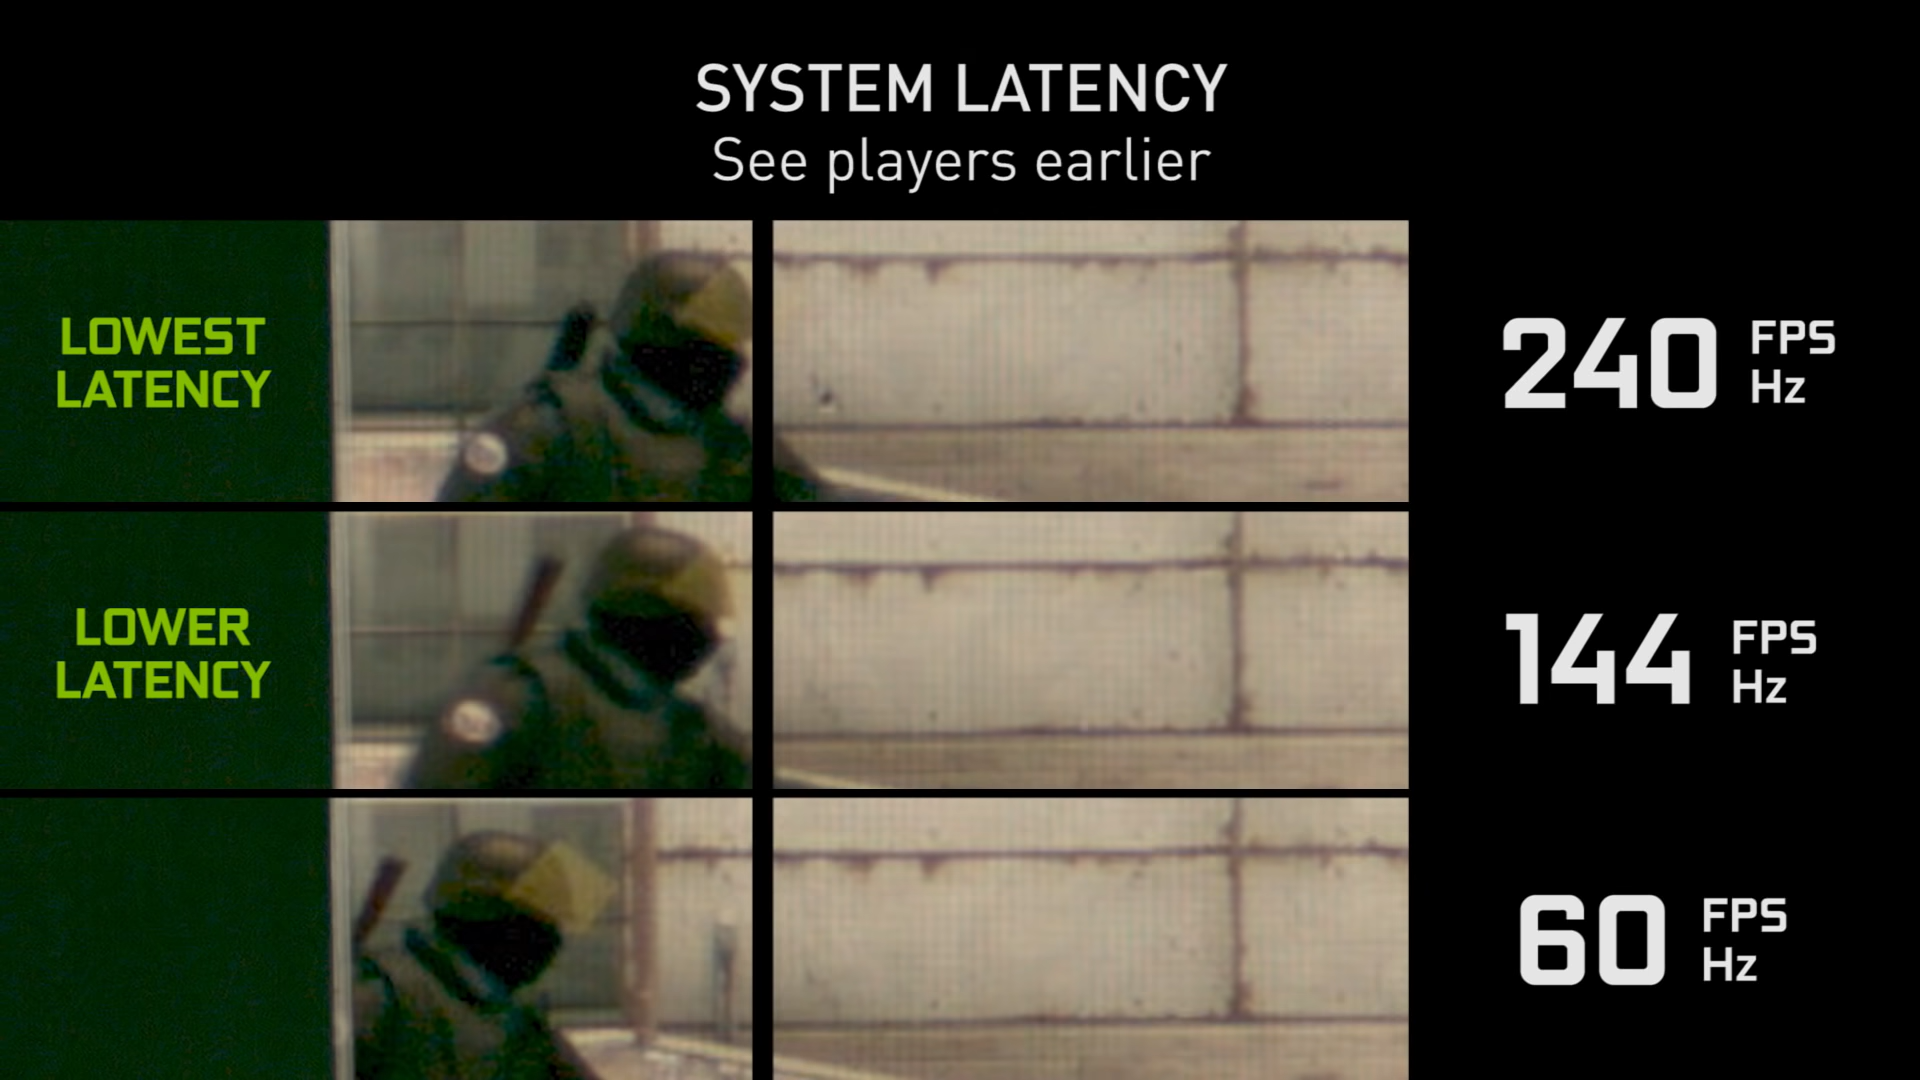 SYSTEM LATENCY
See players earlier
LOWEST
LATENCY
240 FPS
Hz
LOWER
LATENCY
144 FPS
Hz
60 FPS
Hz